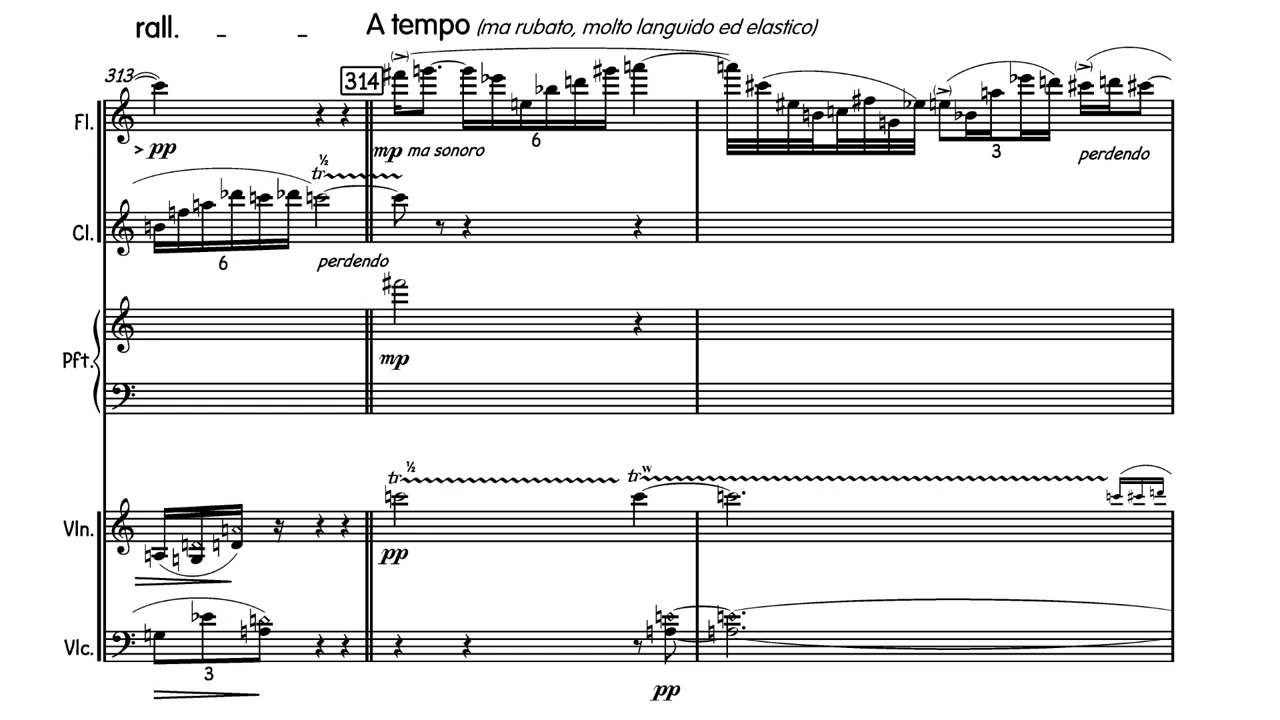 rall. _ _ A tempo (ma rubato, molto languido ed elastico)
313 314
Fl.
6
3
> pp mp ma sonoro perdendo
tr ½
Cl.
6
perdendo
Pft.
mp
tr ½ tr w
Vln.
pp
Vlc.
3
pp